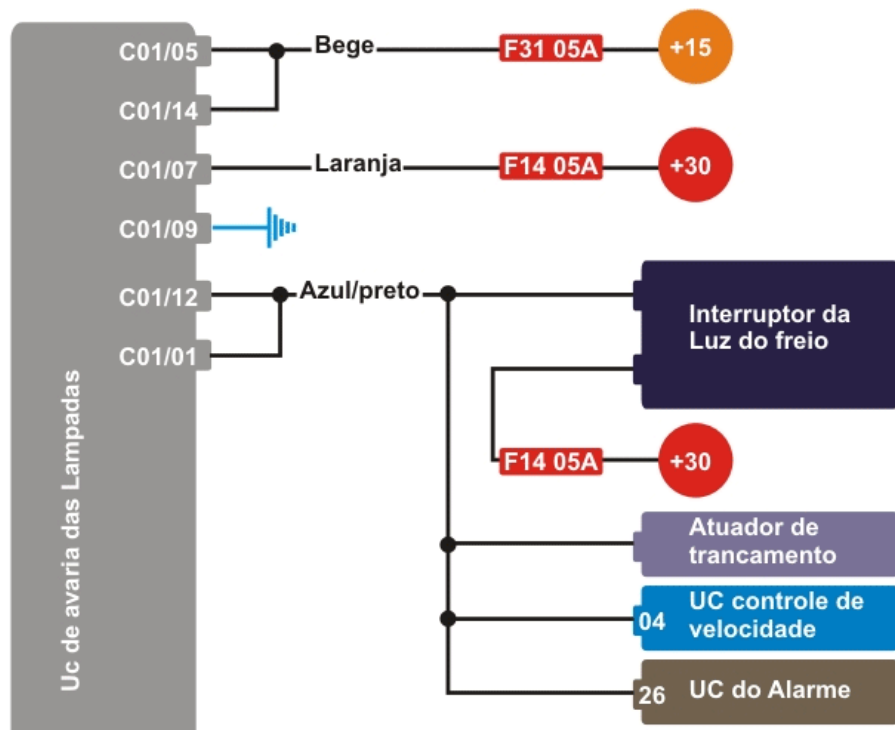 C01/05
Bege
F31 05A
+15
C01/14
C01/07
Laranja
F14 05A
+30
C01/09
C01/12
Azul/preto
Interruptor da
Luz do freio
C01/01
F14 05A
+30
Uc de avaria das Lampadas
Atuador de
trancamento
04
UC controle de
velocidade
26
UC do Alarme